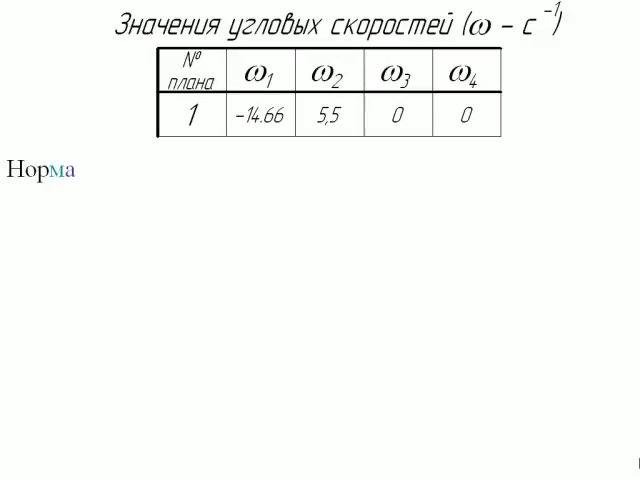 Значения угловых скоростей (ω – с⁻¹)
№ плана ω1 ω2 ω3 ω4
1 –14.66 5,5 0 0
Норма